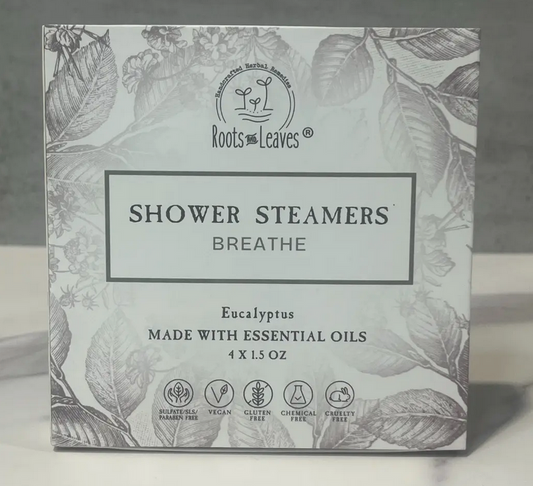 Handcrafted Herbal Remedies
Roots to Leaves ®
SHOWER STEAMERS
BREATHE
Eucalyptus
MADE WITH ESSENTIAL OILS
4 X 1.5 OZ
SULFATE/SLS/
PARABEN FREE
VEGAN
GLUTEN
FREE
CHEMICAL
FREE
CRUELTY
FREE